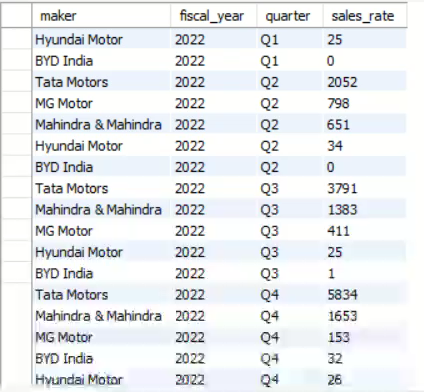 maker fiscal_year quarter sales_rate
Hyundai Motor 2022 Q1 25
BYD India 2022 Q1 0
Tata Motors 2022 Q2 2052
MG Motor 2022 Q2 798
Mahindra & Mahindra 2022 Q2 651
Hyundai Motor 2022 Q2 34
BYD India 2022 Q2 0
Tata Motors 2022 Q3 3791
Mahindra & Mahindra 2022 Q3 1383
MG Motor 2022 Q3 411
Hyundai Motor 2022 Q3 25
BYD India 2022 Q3 1
Tata Motors 2022 Q4 5834
Mahindra & Mahindra 2022 Q4 1653
MG Motor 2022 Q4 153
BYD India 2022 Q4 32
Hyundai Motor 2022 Q4 26